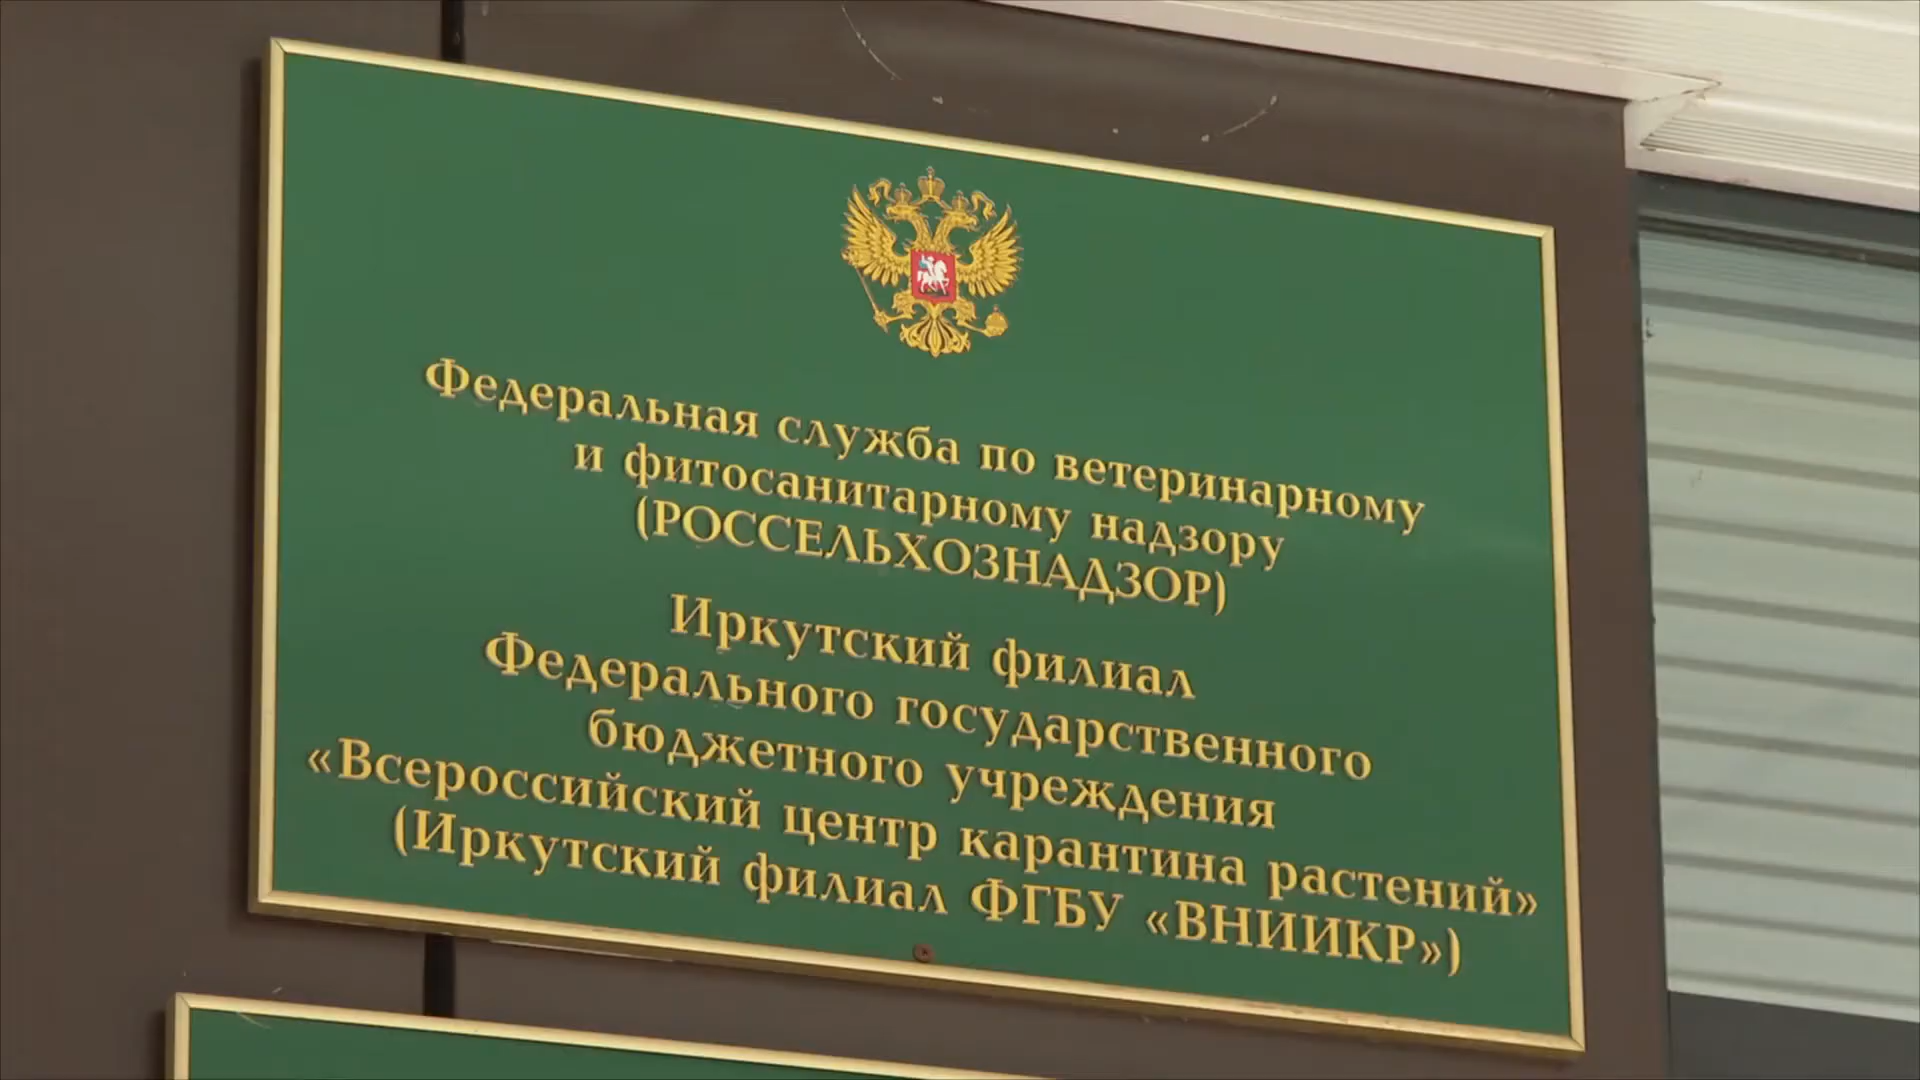 Федеральная служба по ветеринарному
и фитосанитарному надзору
(РОССЕЛЬХОЗНАДЗОР)
Иркутский филиал
Федерального государственного
бюджетного учреждения
«Всероссийский центр карантина растений»
(Иркутский филиал ФГБУ «ВНИИКР»)